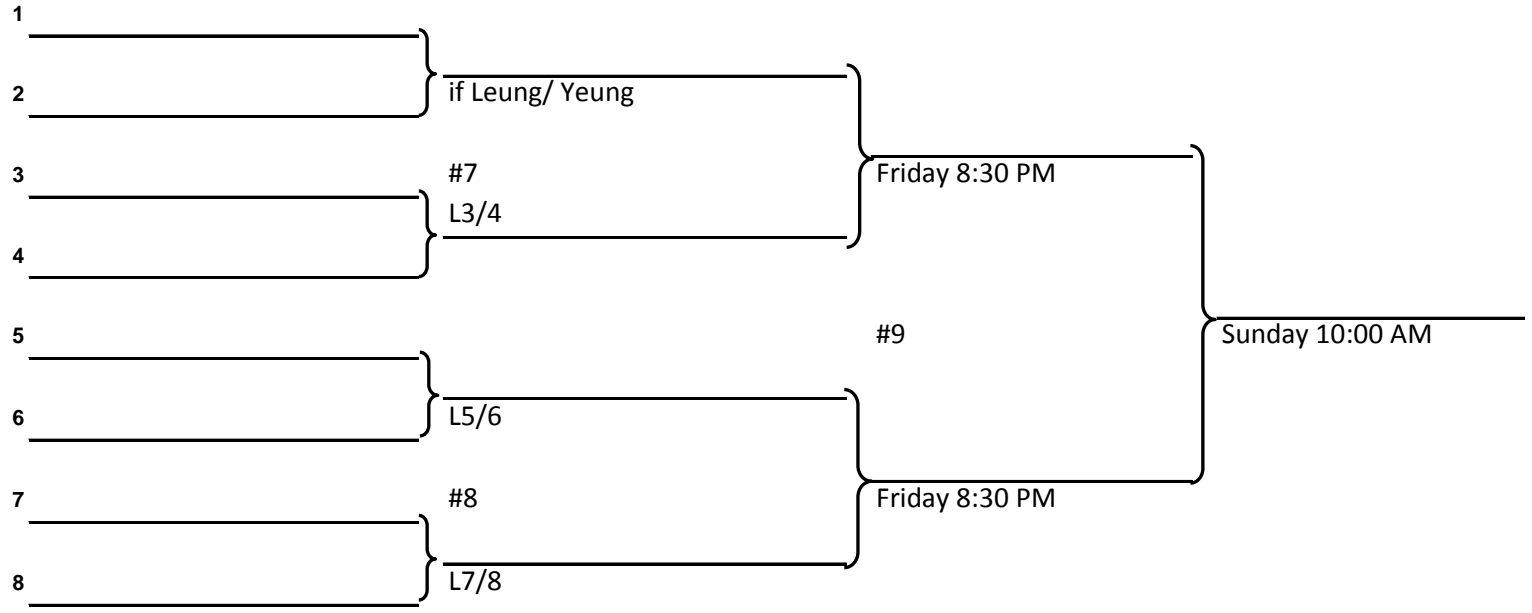 1
2
if Leung/ Yeung
3
#7
Friday 8:30 PM
L3/4
4
5
#9
Sunday 10:00 AM
6
L5/6
7
#8
Friday 8:30 PM
8
L7/8